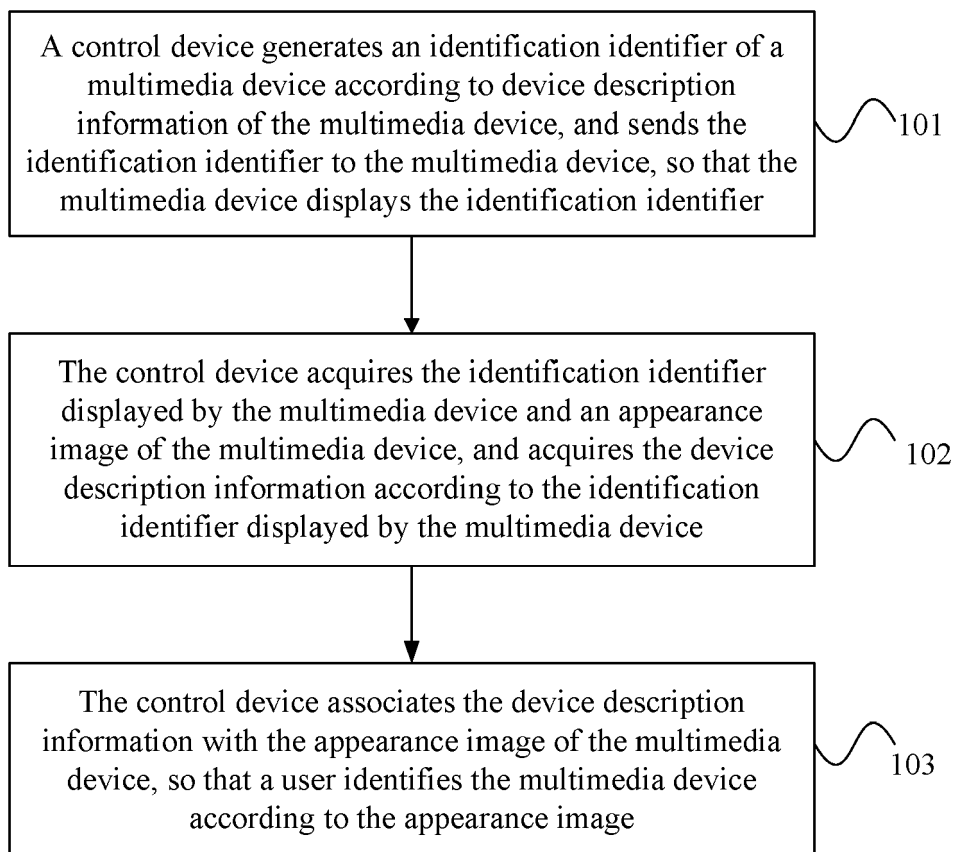 A control device generates an identification identifier of a
multimedia device according to device description
information of the multimedia device, and sends the
identification identifier to the multimedia device, so that the
multimedia device displays the identification identifier
101
The control device acquires the identification identifier
displayed by the multimedia device and an appearance
image of the multimedia device, and acquires the device
description information according to the identification
identifier displayed by the multimedia device
102
The control device associates the device description
information with the appearance image of the multimedia
device, so that a user identifies the multimedia device
according to the appearance image
103